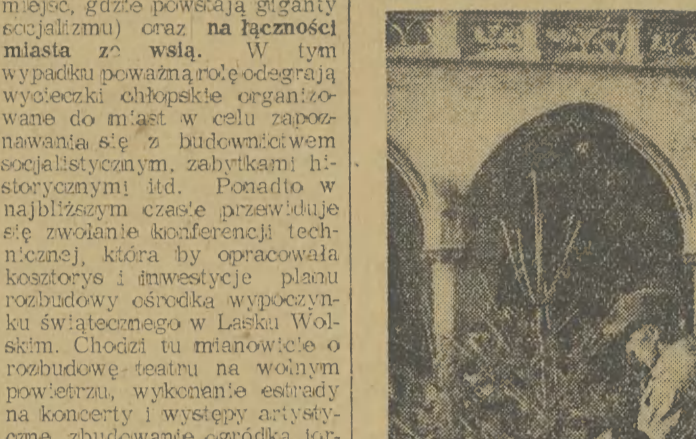 miejsc, gdzie powstają giganty
socjalizmu) oraz na łączności
miasta ze wsią. W tym
wypadku poważną rolę odegrają
wycieczki chłopskie organizo-
wane do miast w celu zapoz-
nawania się z budownictwem
socjalistycznym, zabytkami hi-
storycznymi itd. Ponadto w
najbliższym czasie przewiduje
się zwołanie konferencji tech-
nicznej, która by opracowała
kosztorys i inwestycje planu
rozbudowy ośrodka wypoczyn-
ku świątecznego w Lasku Wol-
skim. Chodzi tu mianowicie o
rozbudowę teatru na wolnym
powietrzu, wykonanie estrady
na koncerty i występy artysty-
czne, zbudowanie ogródka jor-